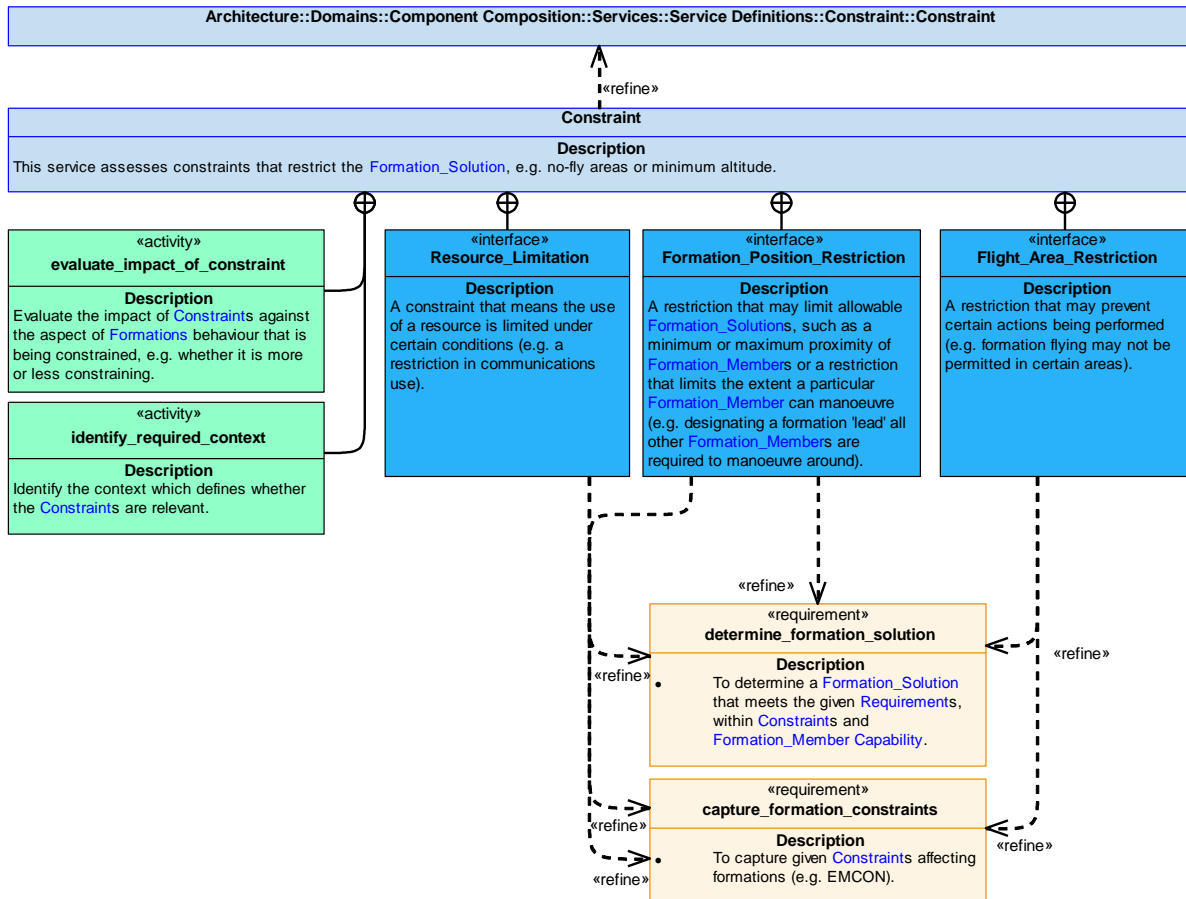 Architecture::Domains::Component Composition::Services::Service Definitions::Constraint::Constraint
«refine»
Constraint
Description
This service assesses constraints that restrict the Formation_Solution, e.g. no-fly areas or minimum altitude.
«activity»
evaluate_impact_of_constraint
Description
Evaluate the impact of Constraints against
the aspect of Formations behaviour that is
being constrained, e.g. whether it is more
or less constraining.
«activity»
identify_required_context
Description
Identify the context which defines whether
the Constraints are relevant.
«interface»
Resource_Limitation
Description
A constraint that means the use
of a resource is limited under
certain conditions (e.g. a
restriction in communications
use).
«interface»
Formation_Position_Restriction
Description
A restriction that may limit allowable
Formation_Solutions, such as a
minimum or maximum proximity of
Formation_Members or a restriction
that limits the extent a particular
Formation_Member can manoeuvre
(e.g. designating a formation 'lead' all
other Formation_Members are
required to manoeuvre around).
«interface»
Flight_Area_Restriction
Description
A restriction that may prevent
certain actions being performed
(e.g. formation flying may not be
permitted in certain areas).
«refine»
«requirement»
determine_formation_solution
Description
• To determine a Formation_Solution
that meets the given Requirements,
within Constraints and
Formation_Member Capability.
«refine»
«refine»
«requirement»
capture_formation_constraints
Description
• To capture given Constraints affecting
formations (e.g. EMCON).
«refine»
«refine»
«refine»